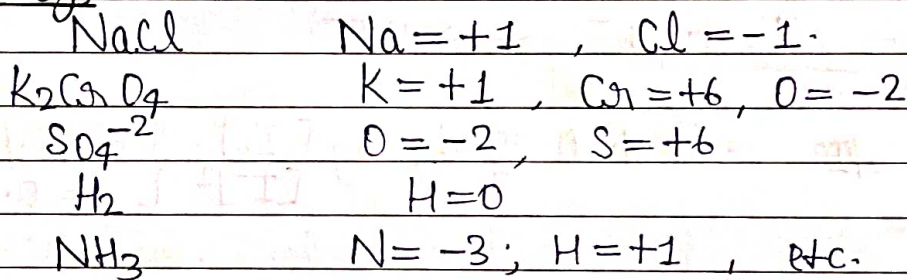 NaCl Na = +1 , Cl = -1.
K2CrO4 K = +1 , Cr = +6, O = -2
SO4^-2 O = -2, S = +6
H2 H = 0
NH3 N = -3; H = +1 , etc.